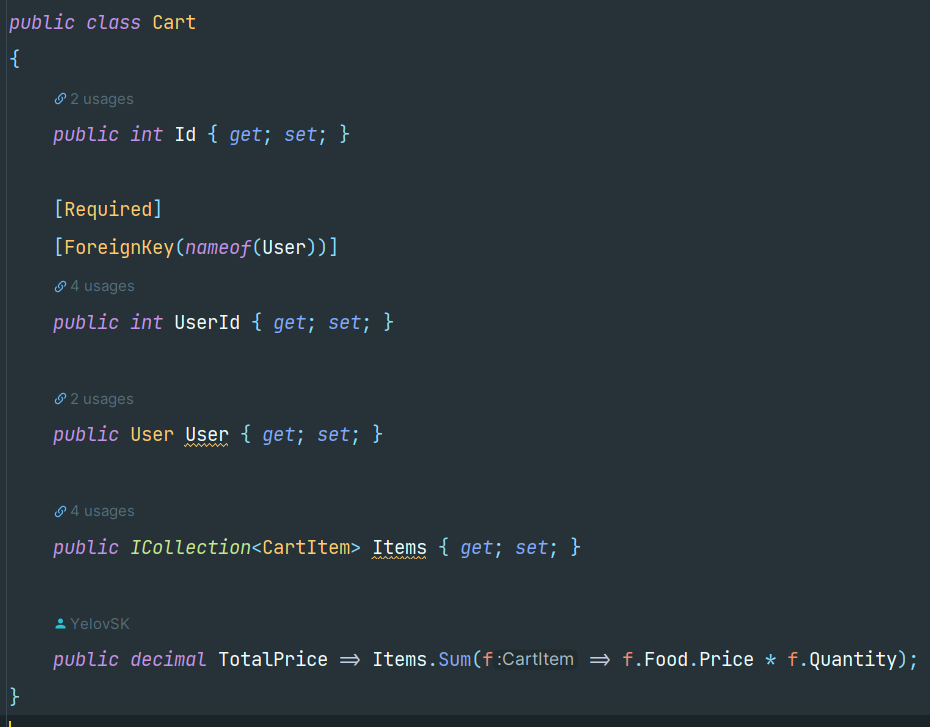 public class Cart
{
2 usages
public int Id { get; set; }
[Required]
[ForeignKey(nameof(User))]
4 usages
public int UserId { get; set; }
2 usages
public User User { get; set; }
4 usages
public ICollection<CartItem> Items { get; set; }
YelovSK
public decimal TotalPrice => Items.Sum(f :CartItem => f.Food.Price * f.Quantity);
}